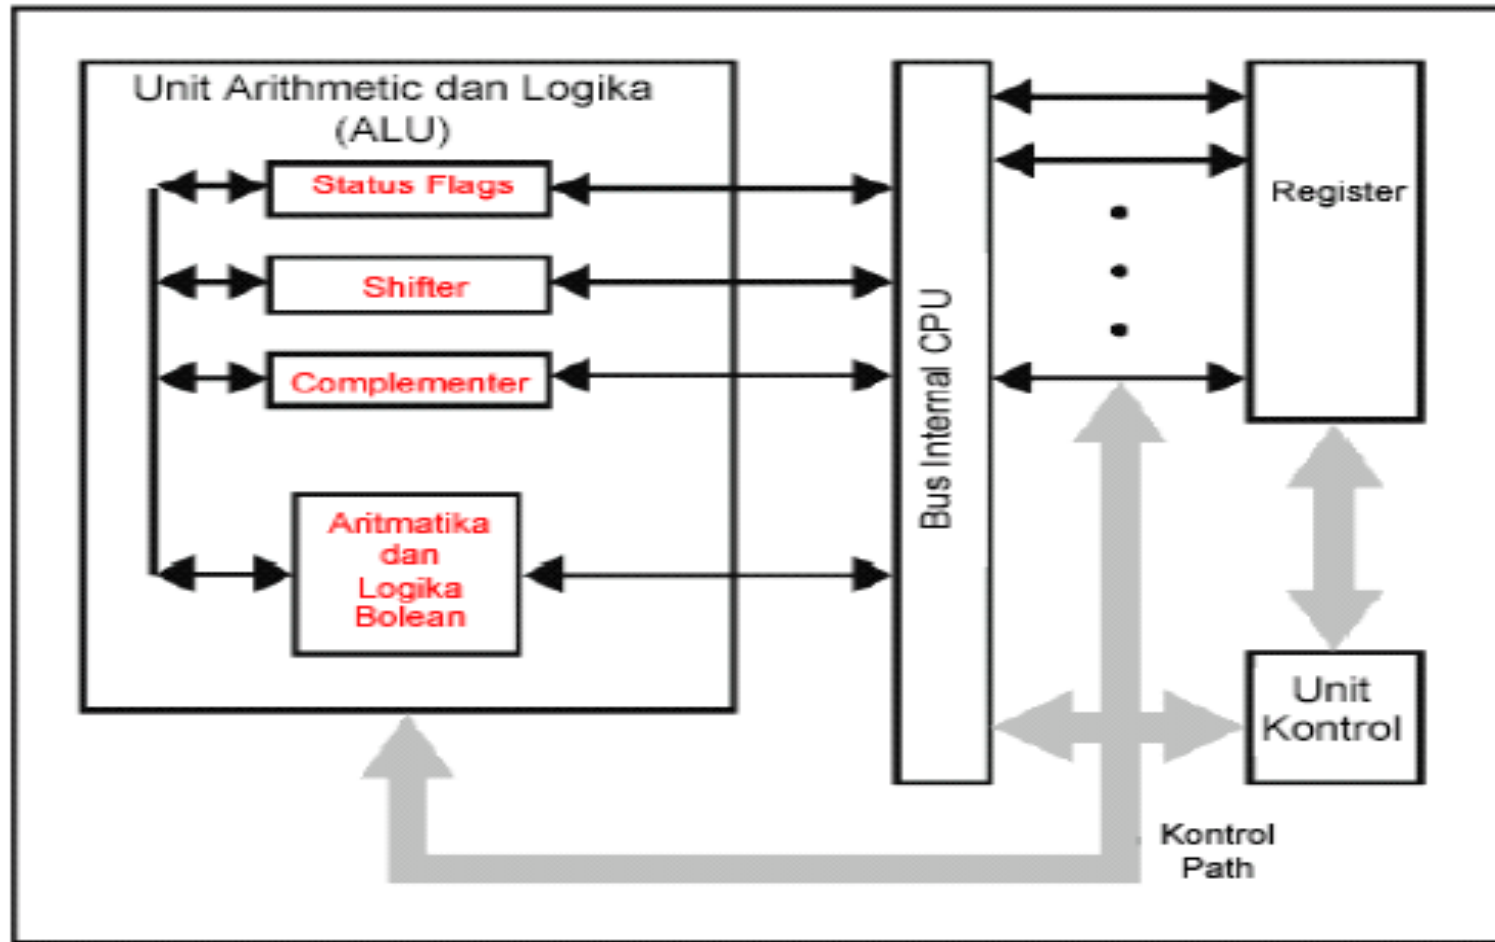 Unit Arithmetic dan Logika
(ALU)
Status Flags
Shifter
Complementer
Aritmatika
dan
Logika
Bolean
Bus Internal CPU
Register
Unit
Kontrol
Kontrol
Path